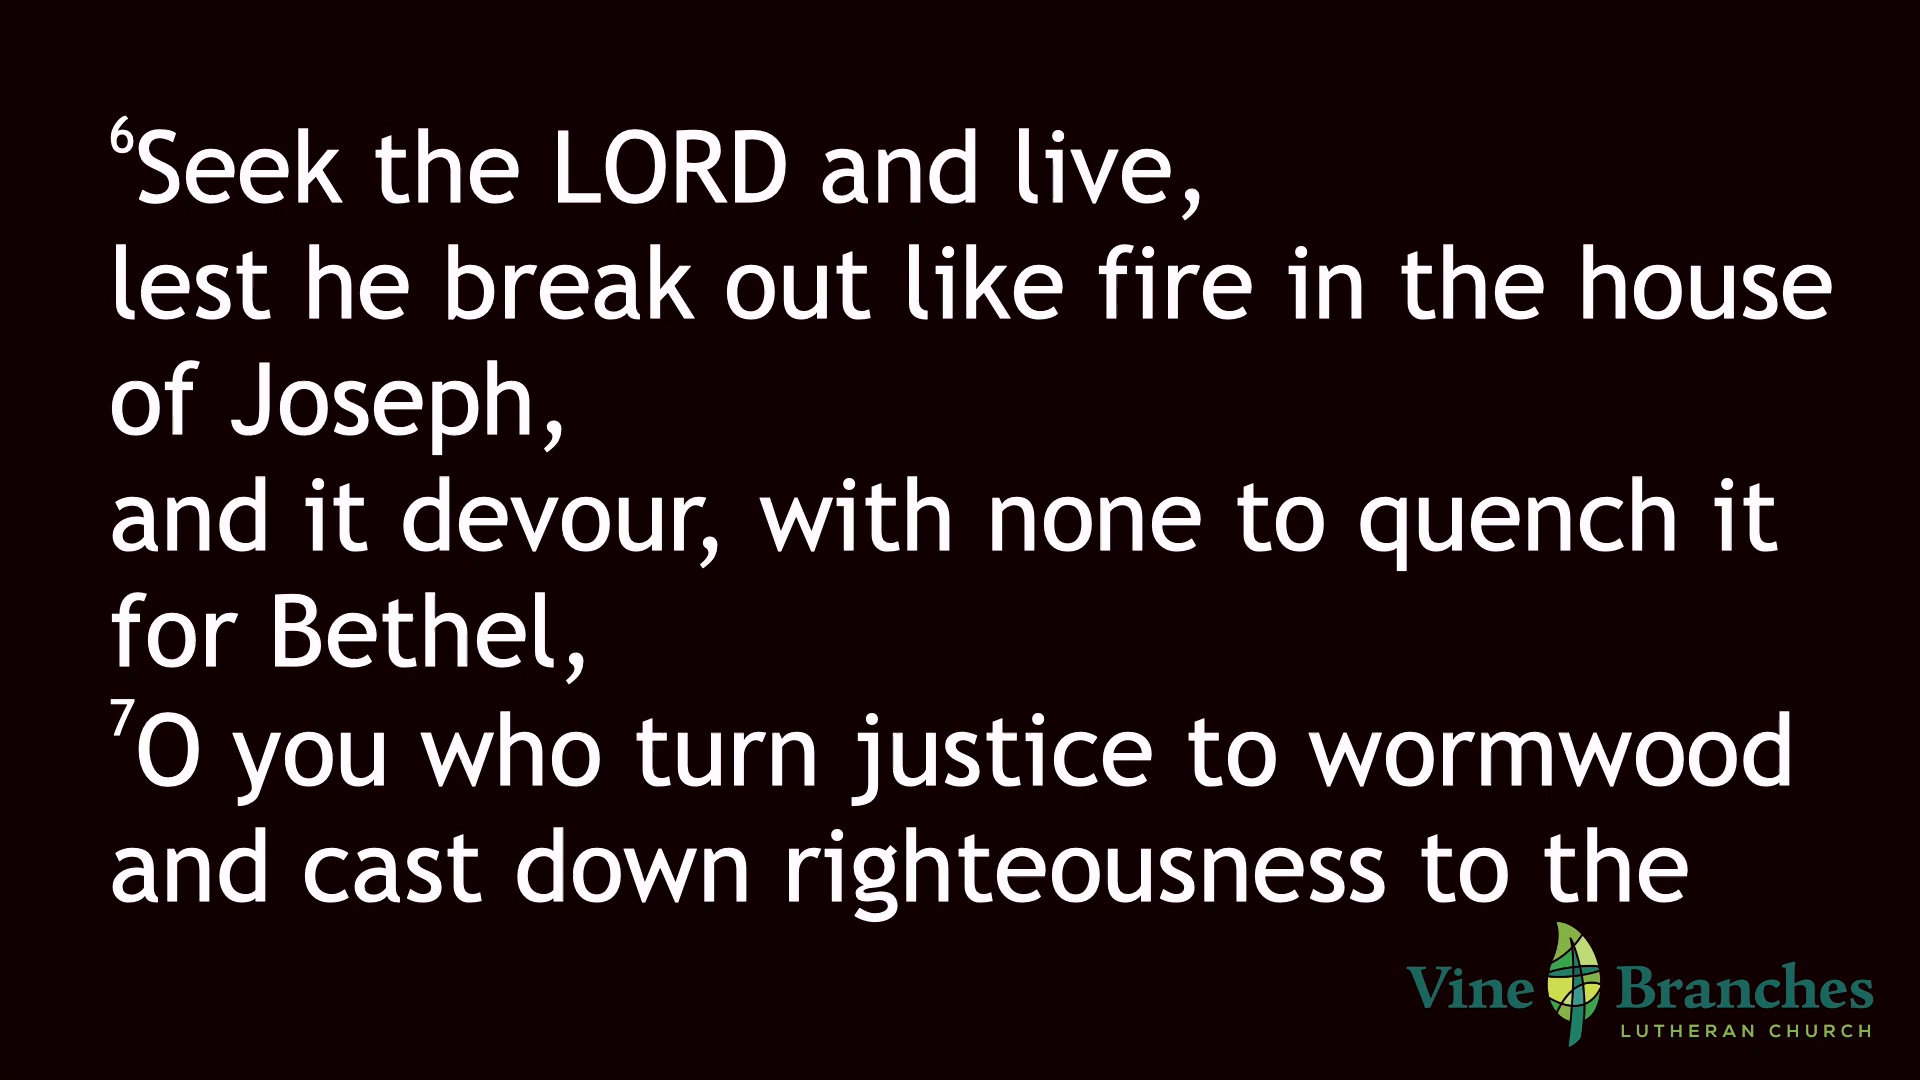 ⁶Seek the LORD and live,
lest he break out like fire in the house
of Joseph,
and it devour, with none to quench it
for Bethel,
⁷O you who turn justice to wormwood
and cast down righteousness to the
Vine Branches
LUTHERAN CHURCH